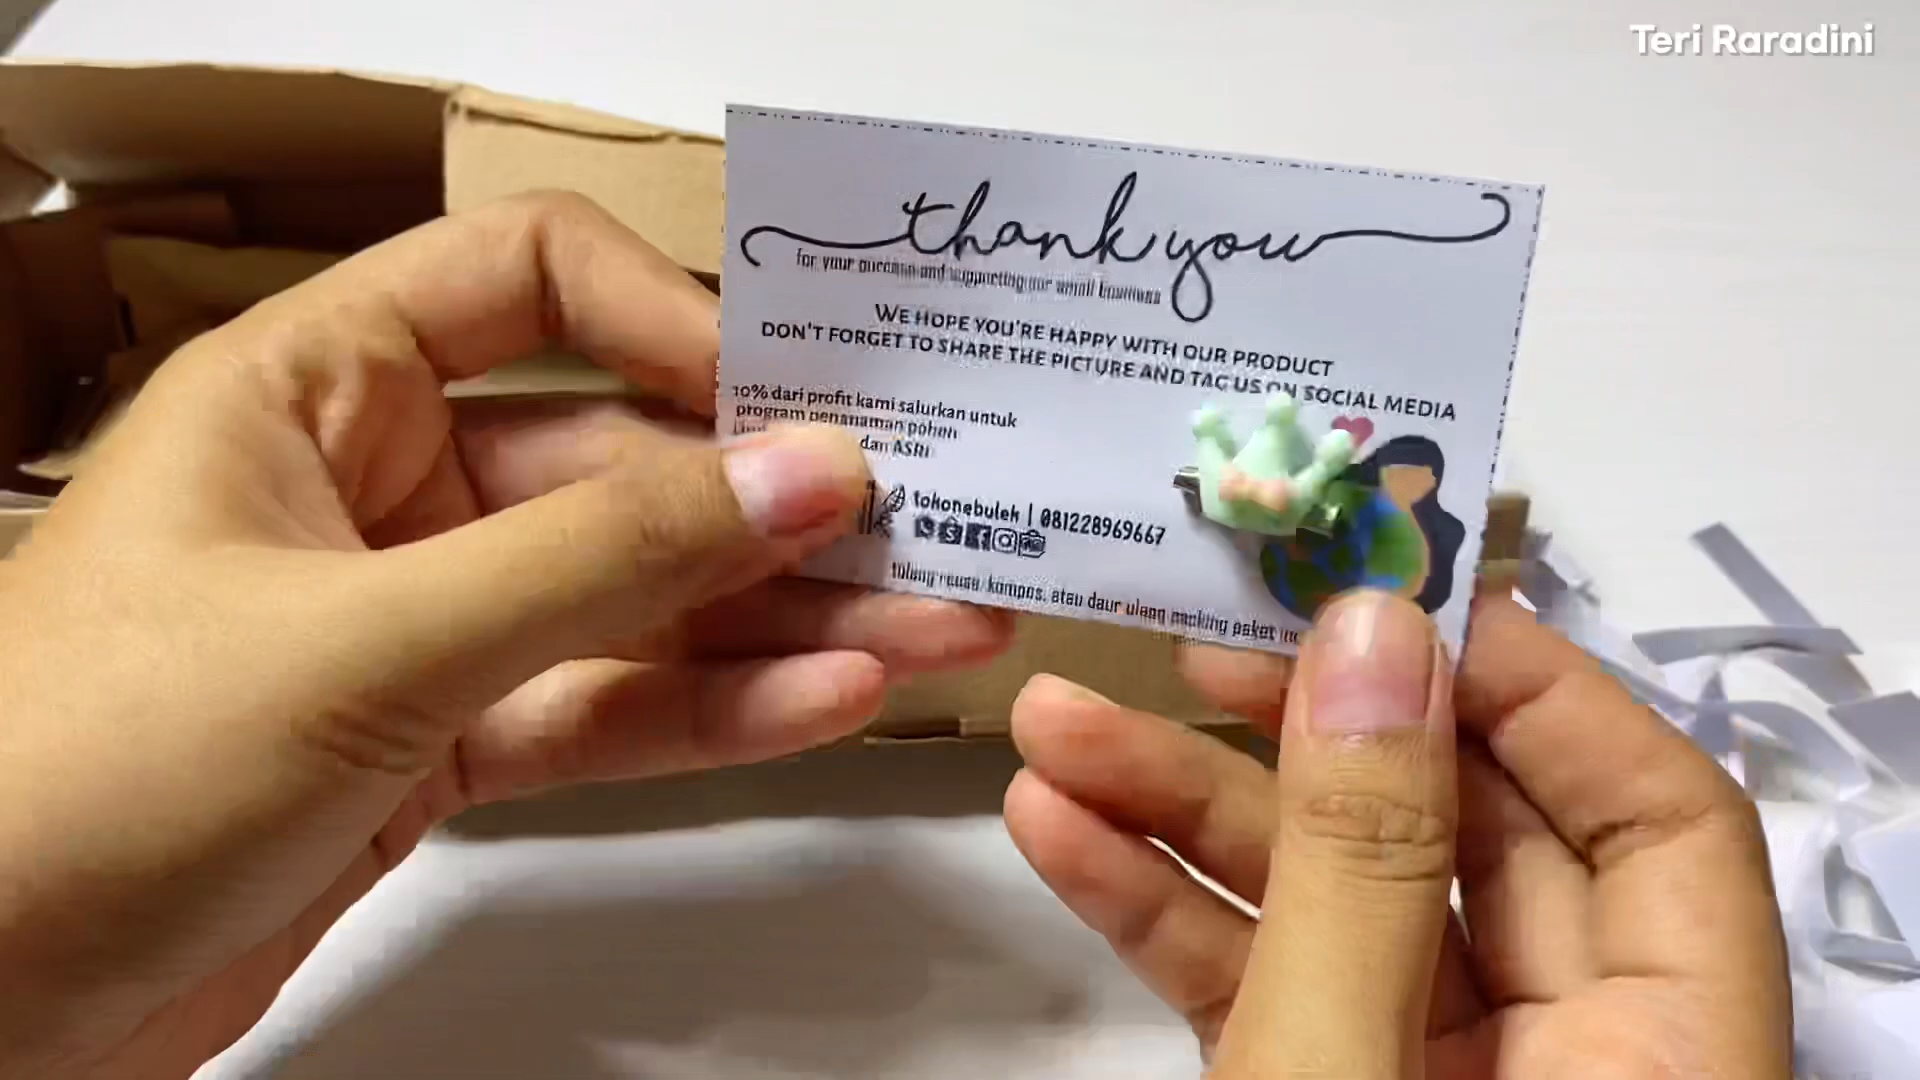 Teri Raradini
thank you
for your purchase and supporting our small business
WE HOPE YOU'RE HAPPY WITH OUR PRODUCT
DON'T FORGET TO SHARE THE PICTURE AND TAG US ON SOCIAL MEDIA
10% dari profit kami salurkan untuk
program penanaman pohon
dan ASRI
tokonebulek | 081228969667
tolong reuse, kompos, atau daur ulang packing paket